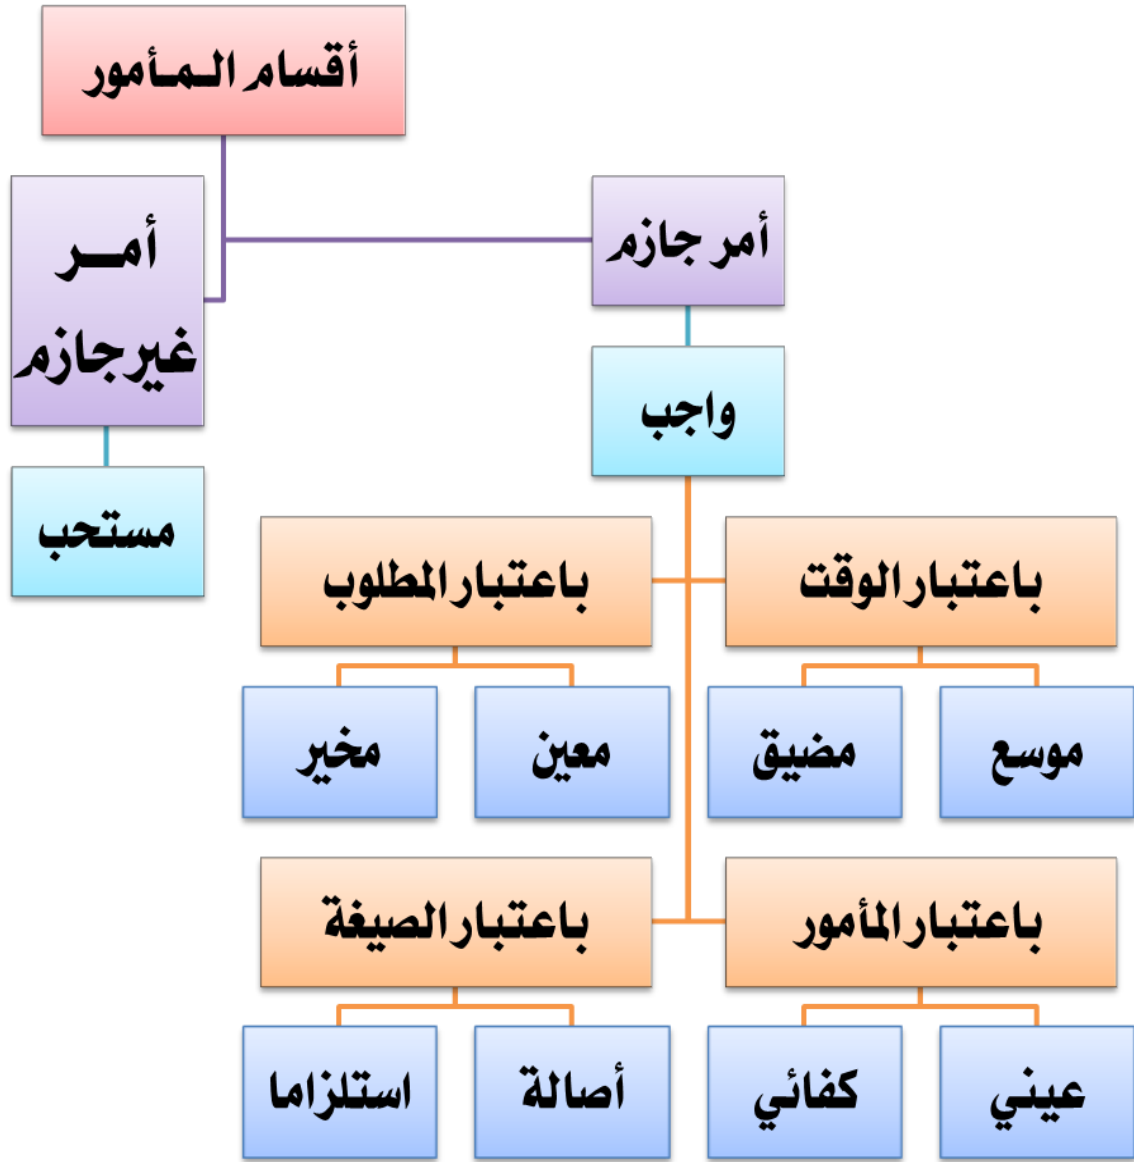 أقسام المأمور
أمر جازم
أمر
غير جازم
واجب
مستحب
باعتبار الوقت
باعتبار المطلوب
موسع
مضيق
معين
مخير
باعتبار المأمور
باعتبار الصيغة
عيني
كفائي
أصالة
استلزاما